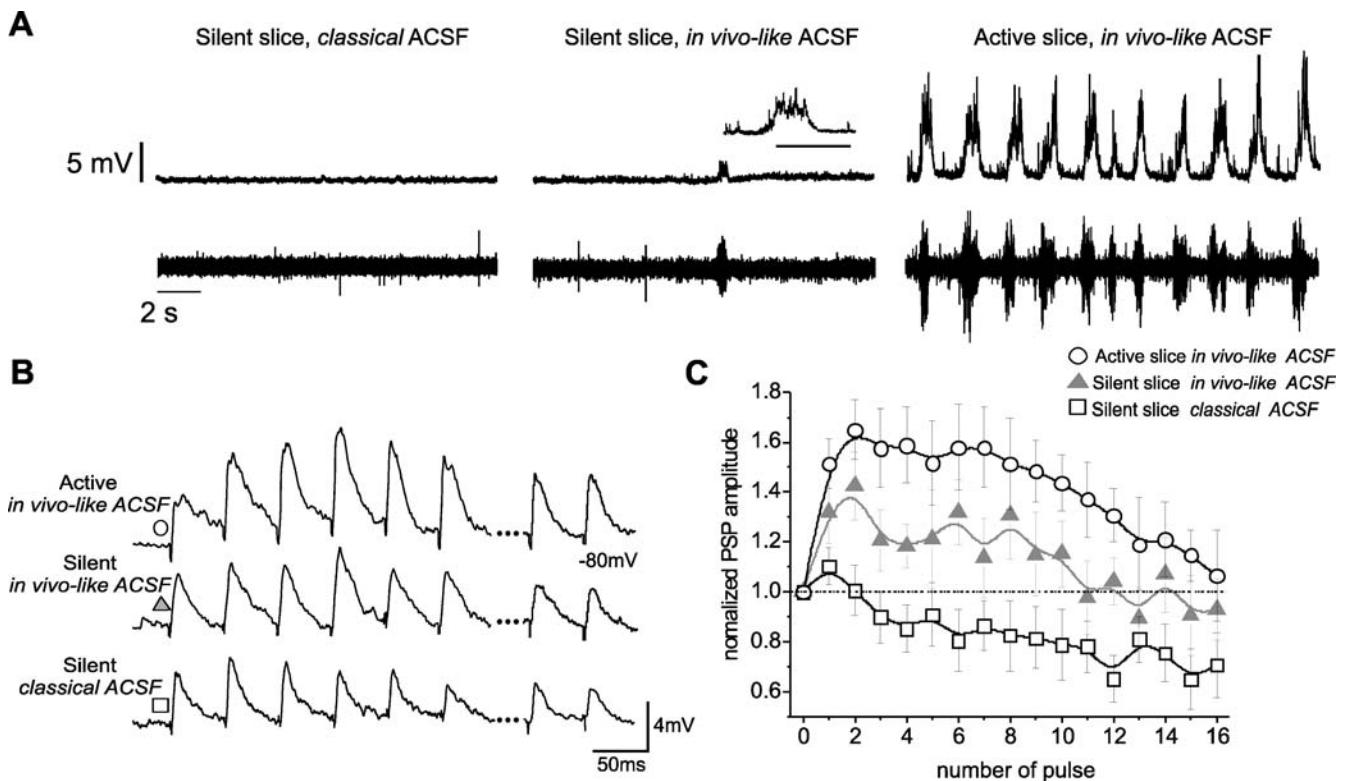 A
Silent slice, classical ACSF
Silent slice, in vivo-like ACSF
Active slice, in vivo-like ACSF
5 mV
2 s
B
Active
in vivo-like ACSF
-80mV
Silent
in vivo-like ACSF
Silent
classical ACSF
4mV
50ms
C
Active slice in vivo-like ACSF
Silent slice in vivo-like ACSF
Silent slice classical ACSF
nomalized PSP amplitude
1.8
1.6
1.4
1.2
1.0
0.8
0.6
0 2 4 6 8 10 12 14 16
number of pulse